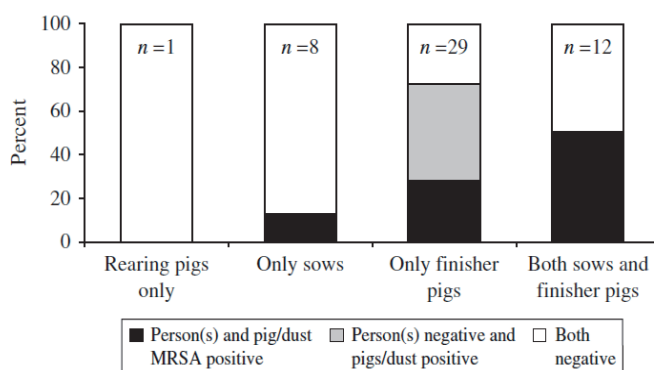 100
80
60
40
20
0
Percent
n=1
n=8
n=29
n=12
Rearing pigs
only
Only sows
Only finisher
pigs
Both sows and
finisher pigs
Person(s) and pig/dust
MRSA positive
Person(s) negative and
pigs/dust positive
Both
negative